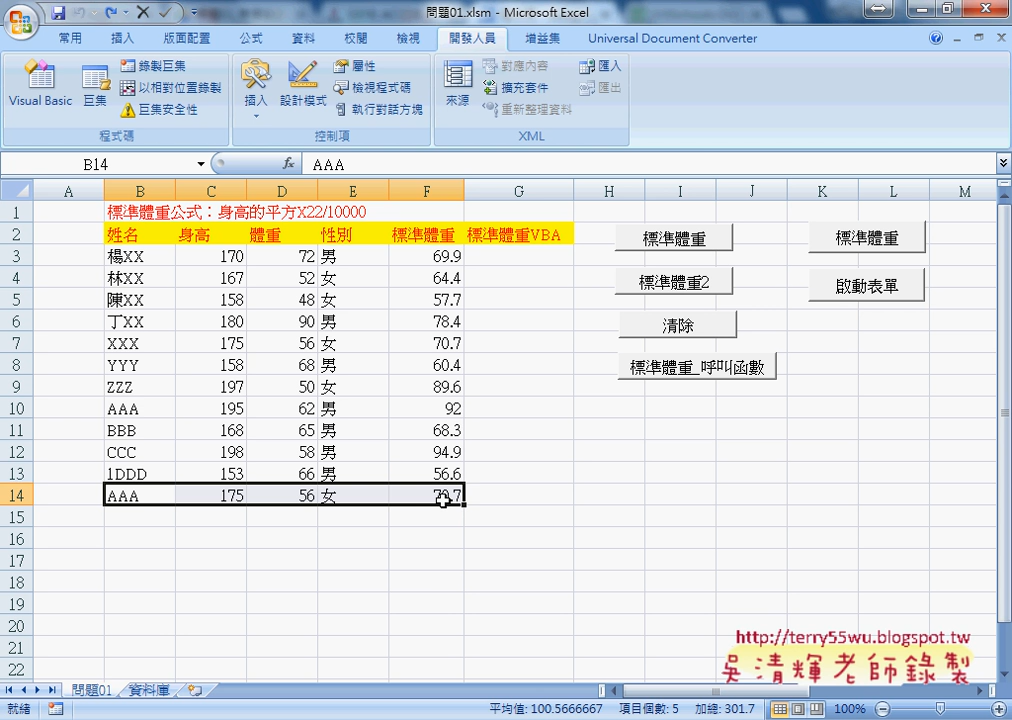 問題01.xlsm - Microsoft Excel
常用 插入 版面配置 公式 資料 校閱 檢視 開發人員 增益集 Universal Document Converter
Visual Basic 巨集 錄製巨集 以相對位置錄製 巨集安全性
插入 設計模式 屬性 檢視程式碼 執行對話方塊
來源 對應內容 擴充套件 重新整理資料 匯入 匯出
程式碼 控制項 XML
B14 fx AAA
A B C D E F G H I J K L M
1 標準體重公式：身高的平方X22/10000
2 姓名 身高 體重 性別 標準體重 標準體重VBA
3 楊XX 170 72 男 69.9
4 林XX 167 52 女 64.4
5 陳XX 158 48 女 57.7
6 丁XX 180 90 男 78.4
7 XXX 175 56 女 70.7
8 YYY 158 68 男 60.4
9 ZZZ 197 50 女 89.6
10 AAA 195 62 男 92
11 BBB 168 65 男 68.3
12 CCC 198 58 男 94.9
13 1DDD 153 66 男 56.6
14 AAA 175 56 女 70.7
15
16
17
18
19
20
21
22
標準體重
標準體重2
清除
標準體重_呼叫函數
標準體重
啟動表單
http://terry55wu.blogspot.tw
吳清輝老師錄製
問題01 資料庫
就緒 平均值: 100.5666667 項目個數: 5 加總: 301.7 100%